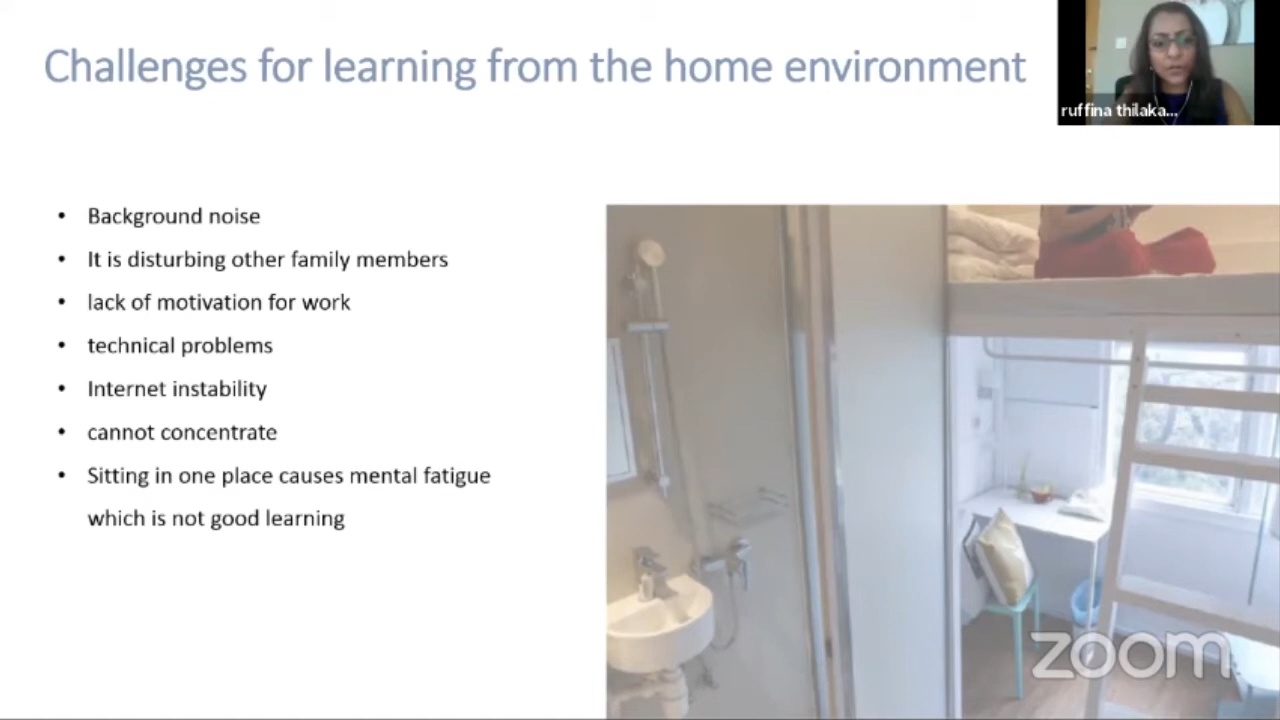 Challenges for learning from the home environment
ruffina thilaka...
• Background noise
• It is disturbing other family members
• lack of motivation for work
• technical problems
• Internet instability
• cannot concentrate
• Sitting in one place causes mental fatigue
which is not good learning
zoom